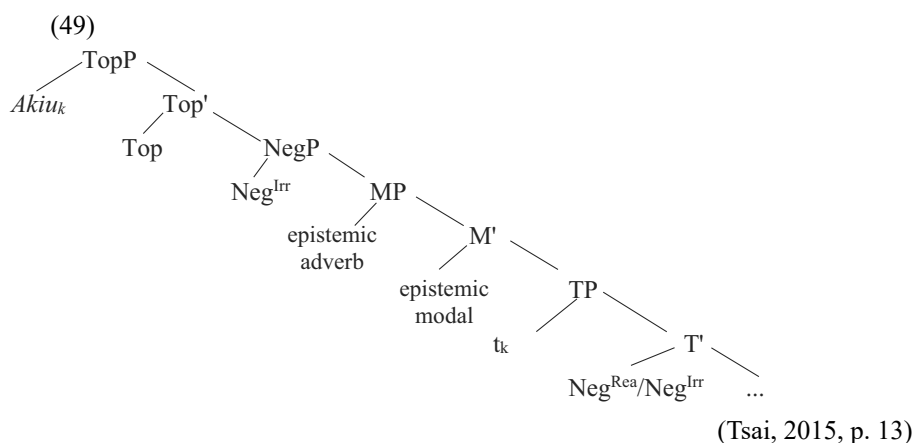 (49)
TopP
Akiuk
Top'
Top
NegP
NegIrr
MP
epistemic
adverb
M'
epistemic
modal
TP
tk
T'
NegRea/NegIrr
...
(Tsai, 2015, p. 13)